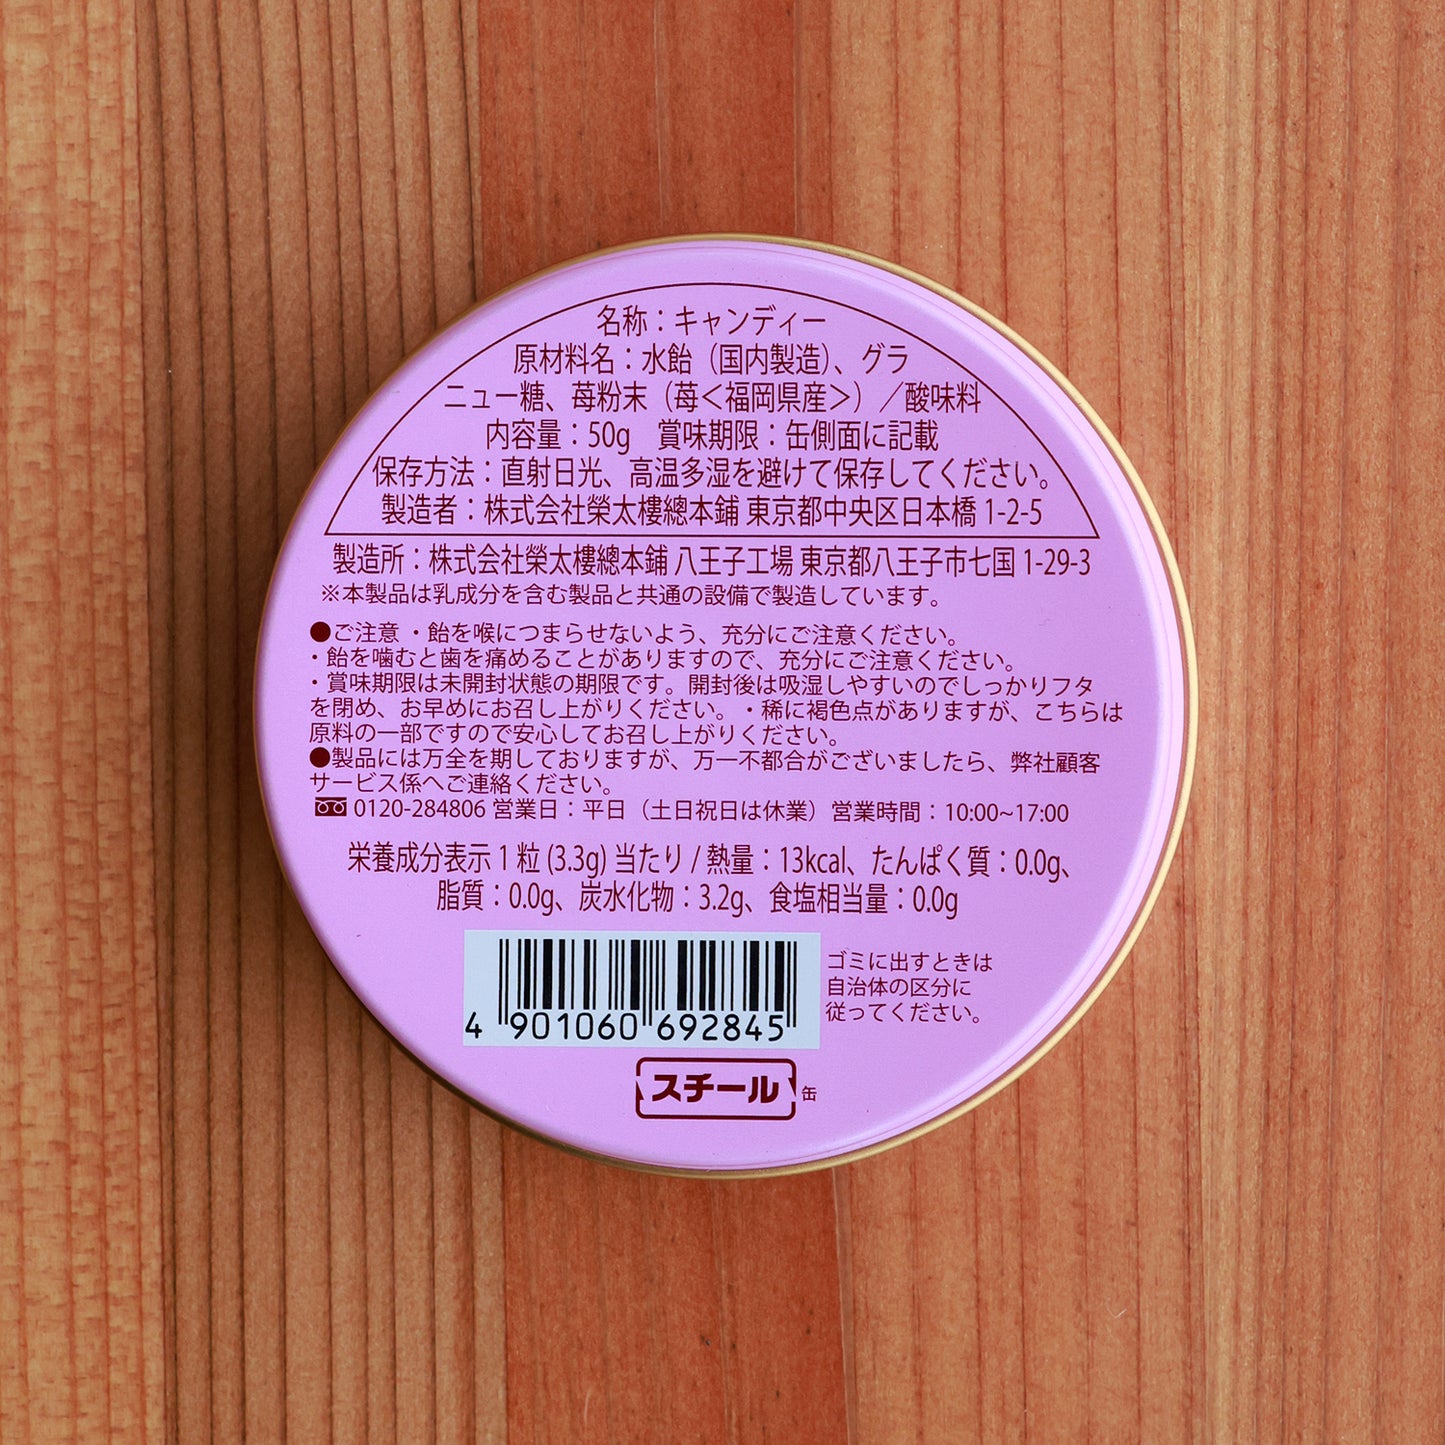 名称：キャンディー
原材料名：水飴（国内製造）、グラ
ニュー糖、苺粉末（苺＜福岡県産＞）／酸味料
内容量：50g　賞味期限：缶側面に記載
保存方法：直射日光、高温多湿を避けて保存してください。
製造者：株式会社榮太樓總本鋪 東京都中央区日本橋 1-2-5
製造所：株式会社榮太樓總本鋪 八王子工場 東京都八王子市七国 1-29-3
※本製品は乳成分を含む製品と共通の設備で製造しています。
●ご注意 ・飴を喉につまらせないよう、充分にご注意ください。
・飴を噛むと歯を痛めることがありますので、充分にご注意ください。
・賞味期限は未開封状態の期限です。開封後は吸湿しやすいのでしっかりフタ
を閉め、お早めにお召し上がりください。・稀に褐色点がありますが、こちらは
原料の一部ですので安心してお召し上がりください。
●製品には万全を期しておりますが、万一不都合がございましたら、弊社顧客
サービス係へご連絡ください。
0120-284806 営業日：平日（土日祝日は休業）営業時間：10:00~17:00
栄養成分表示 1 粒 (3.3g) 当たり / 熱量：13kcal、たんぱく質：0.0g、
脂質：0.0g、炭水化物：3.2g、食塩相当量：0.0g
4 901060 692845
ゴミに出すときは
自治体の区分に
従ってください。
スチール 缶